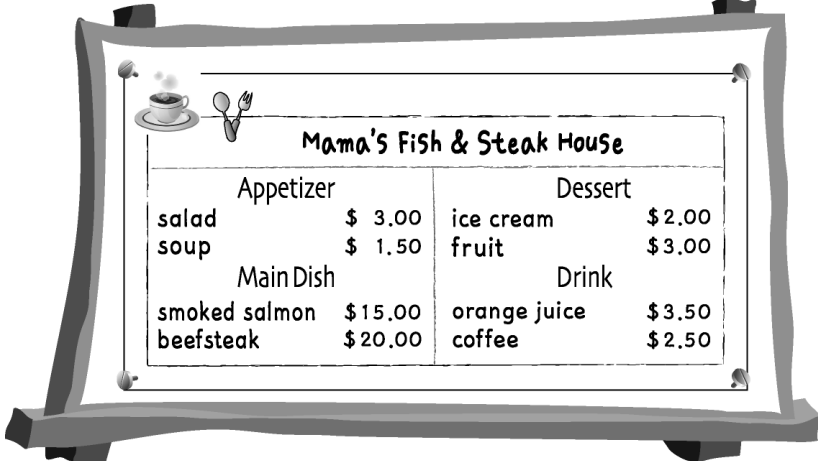 Mama's Fish & Steak House
Appetizer
salad $ 3.00
soup $ 1.50
Main Dish
smoked salmon $15.00
beefsteak $20.00
Dessert
ice cream $2.00
fruit $3.00
Drink
orange juice $3.50
coffee $2.50